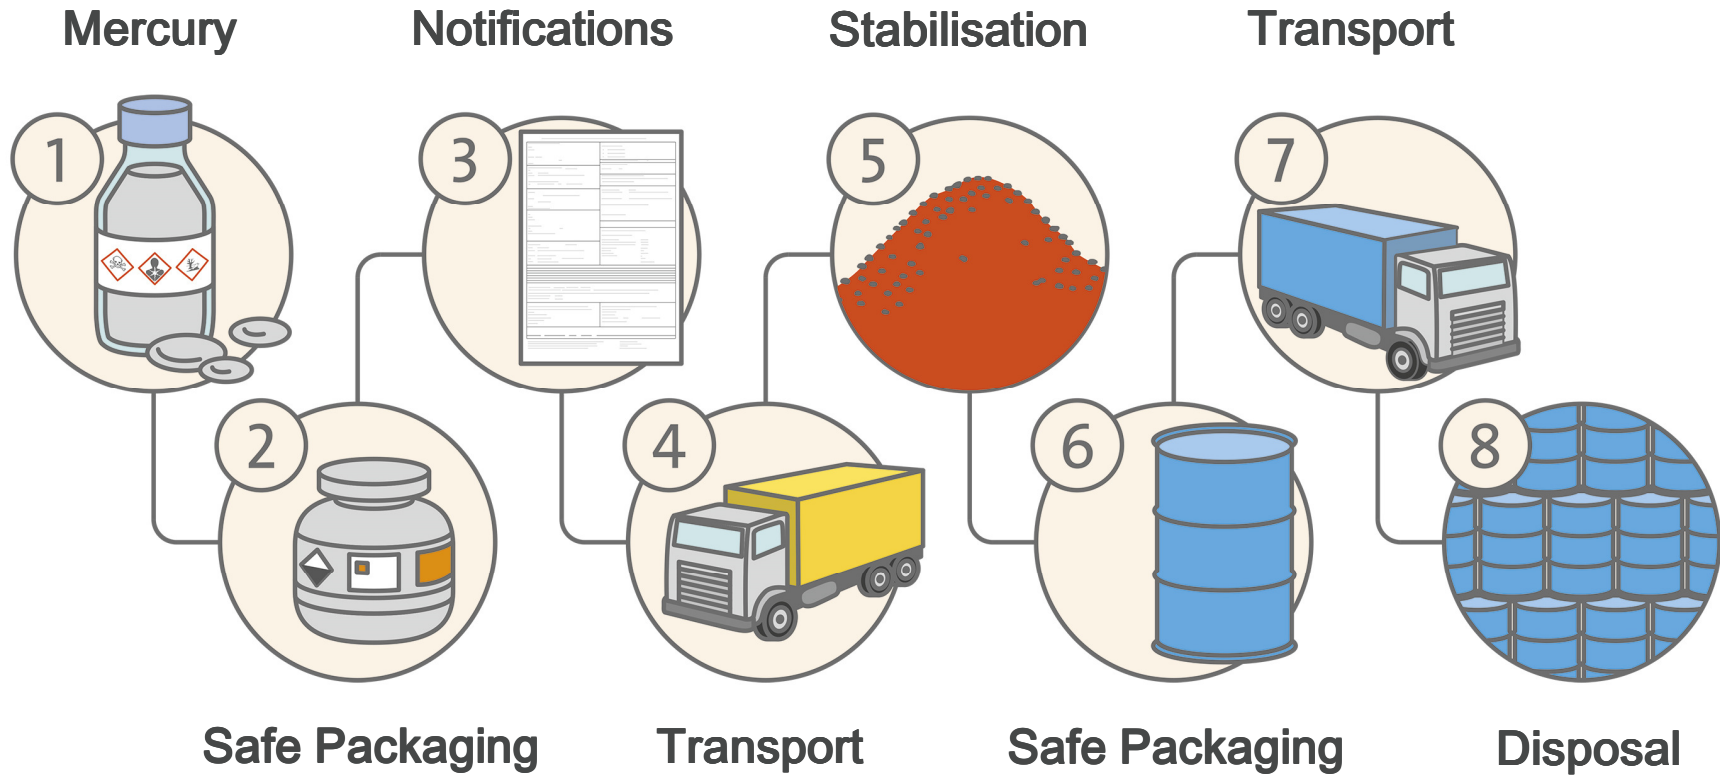 Mercury
Notifications
Stabilisation
Transport
1
3
5
7
2
4
6
8
Safe Packaging
Transport
Safe Packaging
Disposal